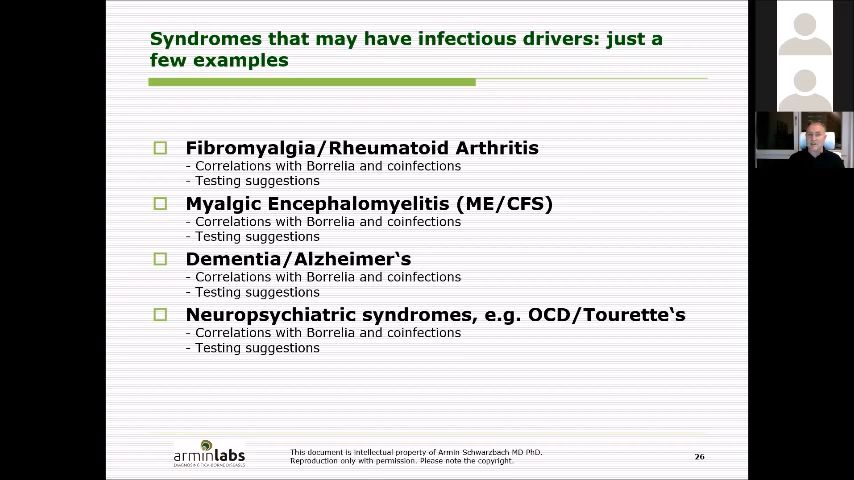 Syndromes that may have infectious drivers: just a
few examples
Fibromyalgia/Rheumatoid Arthritis
- Correlations with Borrelia and coinfections
- Testing suggestions
Myalgic Encephalomyelitis (ME/CFS)
- Correlations with Borrelia and coinfections
- Testing suggestions
Dementia/Alzheimer‘s
- Correlations with Borrelia and coinfections
- Testing suggestions
Neuropsychiatric syndromes, e.g. OCD/Tourette‘s
- Correlations with Borrelia and coinfections
- Testing suggestions
arminlabs
This document is intellectual property of Armin Schwarzbach MD PhD.
Reproduction only with permission. Please note the copyright.
26